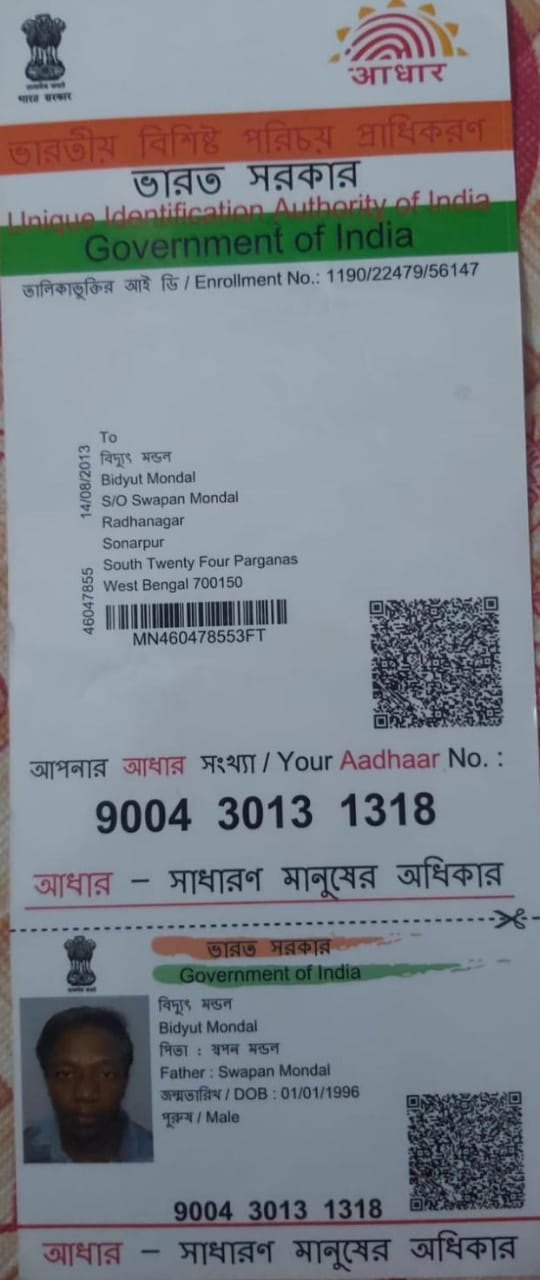 भारत सरकार
आधार
ভারতীয় বিশিষ্ট পরিচয় প্রাধিকরণ
ভারত সরকার
Unique Identification Authority of India
Government of India
তালিকাভুক্তির আই ডি / Enrollment No.: 1190/22479/56147
To
বিদ্যুৎ মন্ডল
Bidyut Mondal
S/O Swapan Mondal
Radhanagar
Sonarpur
South Twenty Four Parganas
West Bengal 700150
14/08/2013
46047855
MN460478553FT
আপনার আধার সংখ্যা / Your Aadhaar No. :
9004 3013 1318
আধার – সাধারণ মানুষের অধিকার
ভারত সরকার
Government of India
বিদ্যুৎ মন্ডল
Bidyut Mondal
পিতা : স্বপন মন্ডল
Father : Swapan Mondal
জন্মতারিখ / DOB : 01/01/1996
পুরুষ / Male
9004 3013 1318
আধার – সাধারণ মানুষের অধিকার